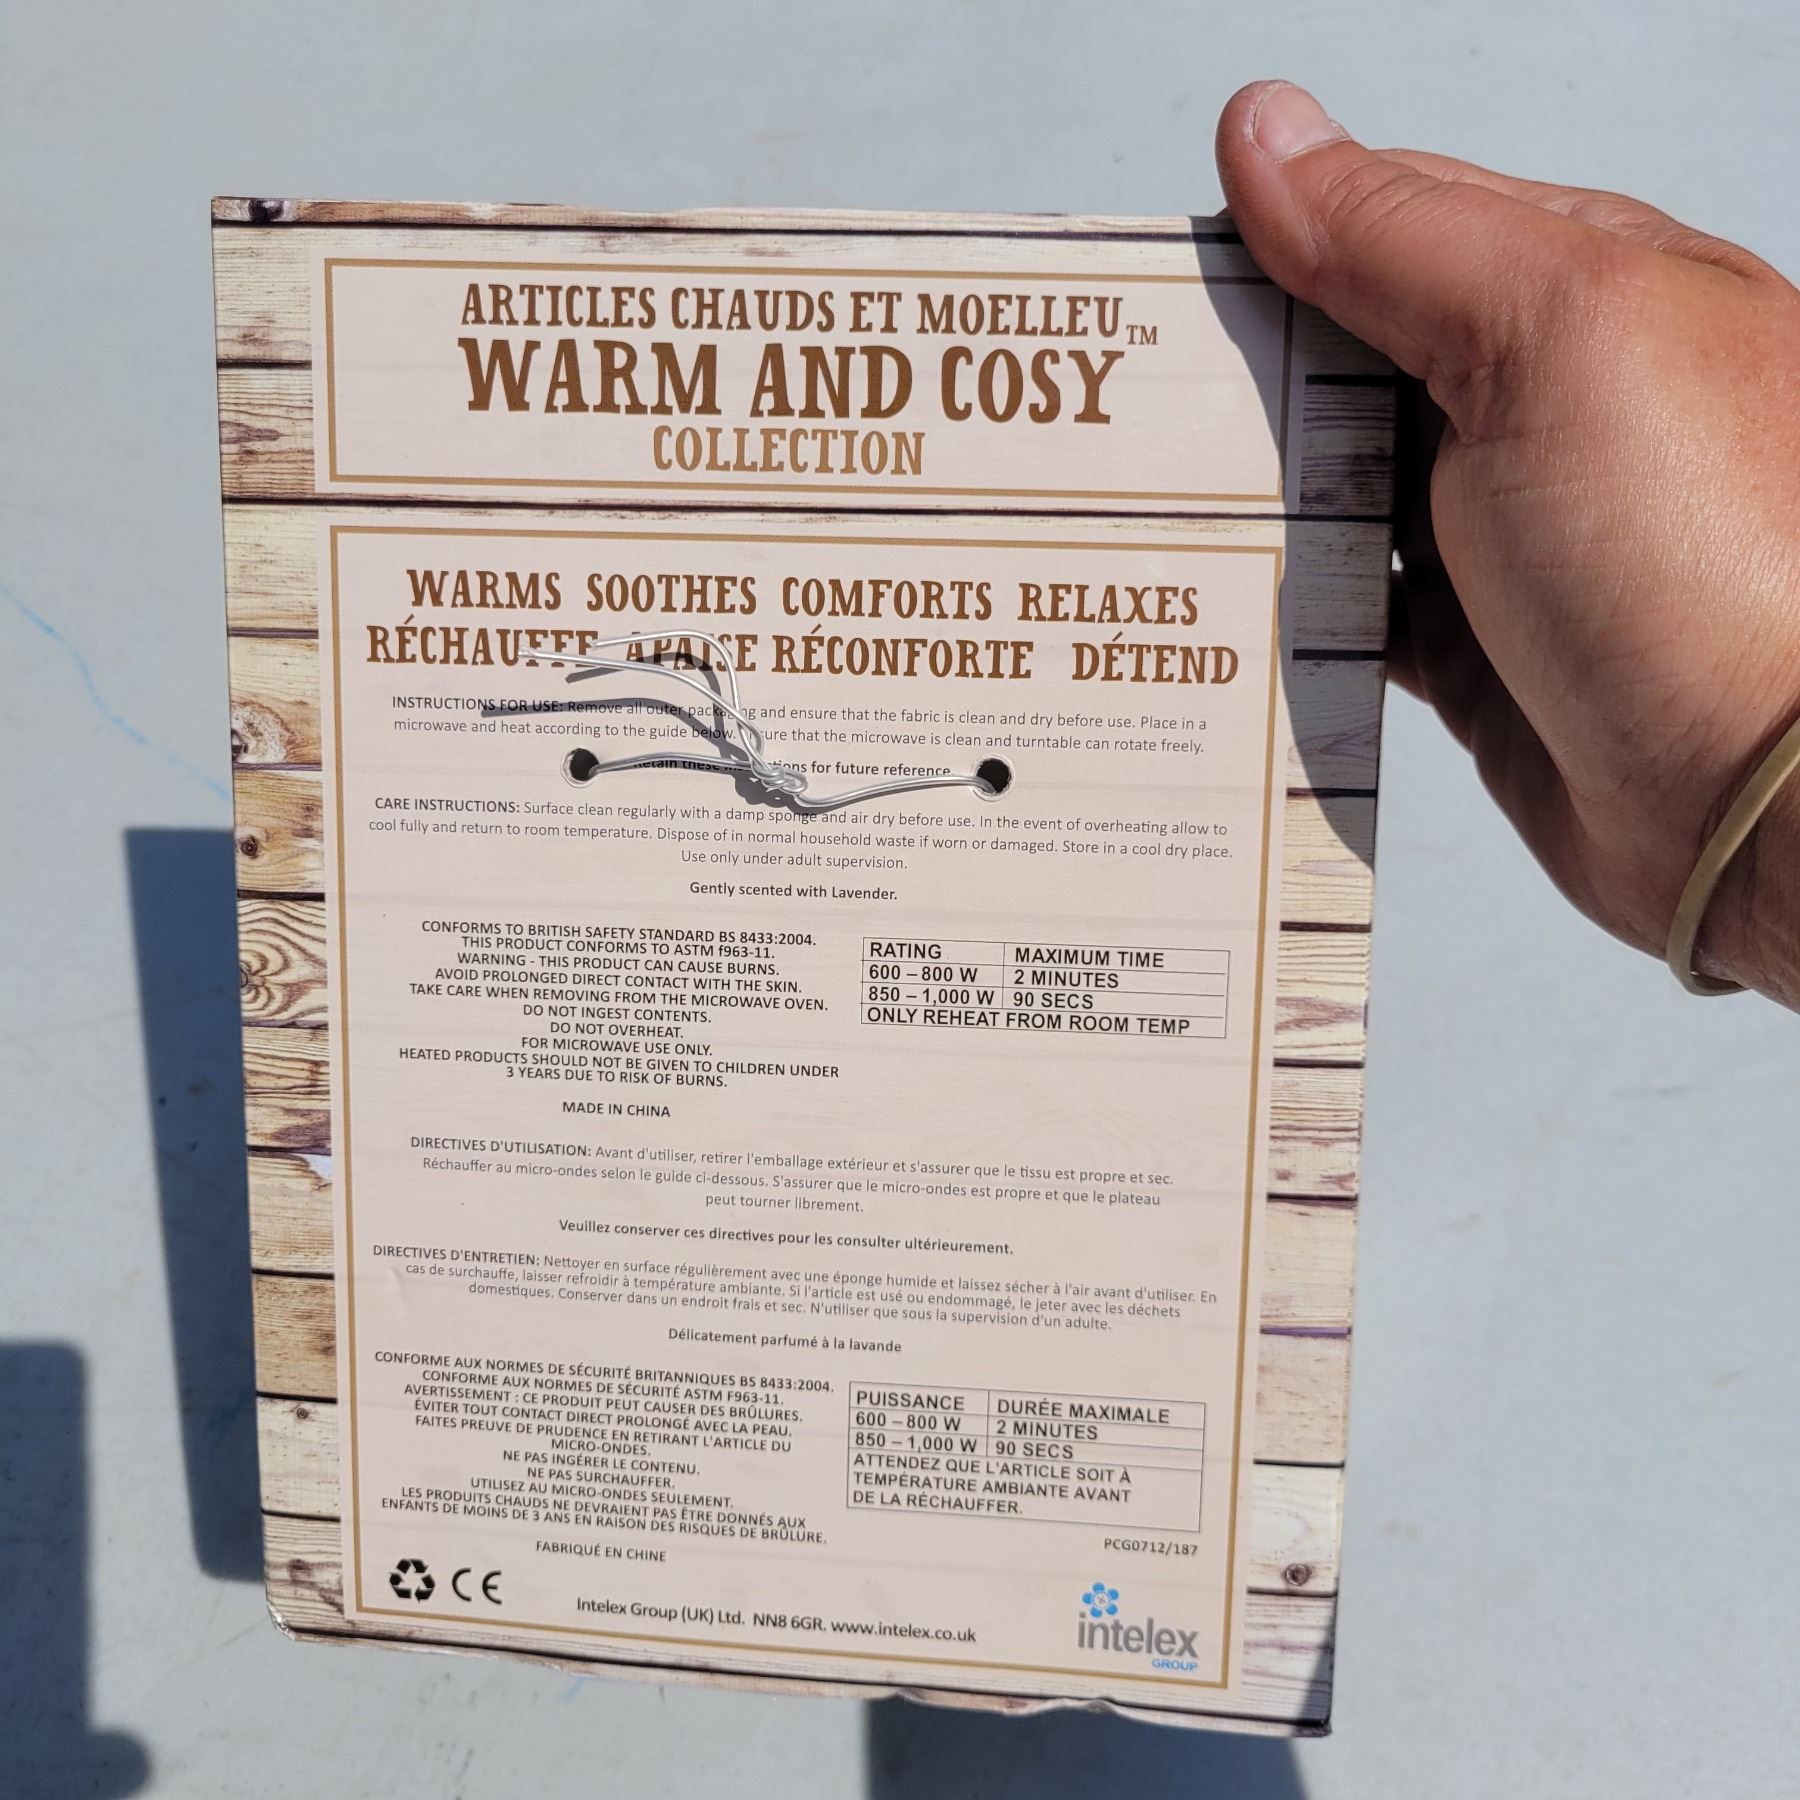 ARTICLES CHAUDS ET MOELLEU TM
WARM AND COSY
COLLECTION
WARMS SOOTHES COMFORTS RELAXES
RÉCHAUFFE APAISE RÉCONFORTE DÉTEND
INSTRUCTIONS FOR USE: Remove all outer packaging and ensure that the fabric is clean and dry before use. Place in a
microwave and heat according to the guide below. Ensure that the microwave is clean and turntable can rotate freely.
Retain these instructions for future reference.
CARE INSTRUCTIONS: Surface clean regularly with a damp sponge and air dry before use. In the event of overheating allow to
cool fully and return to room temperature. Dispose of in normal household waste if worn or damaged. Store in a cool dry place.
Use only under adult supervision.
Gently scented with Lavender.
CONFORMS TO BRITISH SAFETY STANDARD BS 8433:2004.
THIS PRODUCT CONFORMS TO ASTM f963-11.
WARNING - THIS PRODUCT CAN CAUSE BURNS.
AVOID PROLONGED DIRECT CONTACT WITH THE SKIN.
TAKE CARE WHEN REMOVING FROM THE MICROWAVE OVEN.
DO NOT INGEST CONTENTS.
DO NOT OVERHEAT.
FOR MICROWAVE USE ONLY.
HEATED PRODUCTS SHOULD NOT BE GIVEN TO CHILDREN UNDER
3 YEARS DUE TO RISK OF BURNS.
MADE IN CHINA
RATING MAXIMUM TIME
600 – 800 W 2 MINUTES
850 – 1,000 W 90 SECS
ONLY REHEAT FROM ROOM TEMP
DIRECTIVES D'UTILISATION: Avant d'utiliser, retirer l'emballage extérieur et s'assurer que le tissu est propre et sec.
Réchauffer au micro-ondes selon le guide ci-dessous. S'assurer que le micro-ondes est propre et que le plateau
peut tourner librement.
Veuillez conserver ces directives pour les consulter ultérieurement.
DIRECTIVES D'ENTRETIEN: Nettoyer en surface régulièrement avec une éponge humide et laissez sécher à l'air avant d'utiliser. En
cas de surchauffe, laisser refroidir à température ambiante. Si l'article est usé ou endommagé, le jeter avec les déchets
domestiques. Conserver dans un endroit frais et sec. N'utiliser que sous la supervision d'un adulte.
Délicatement parfumé à la lavande
CONFORME AUX NORMES DE SÉCURITÉ BRITANNIQUES BS 8433:2004.
CONFORME AUX NORMES DE SÉCURITÉ ASTM F963-11.
AVERTISSEMENT : CE PRODUIT PEUT CAUSER DES BRÛLURES.
ÉVITER TOUT CONTACT DIRECT PROLONGÉ AVEC LA PEAU.
FAITES PREUVE DE PRUDENCE EN RETIRANT L'ARTICLE DU
MICRO-ONDES.
NE PAS INGÉRER LE CONTENU.
NE PAS SURCHAUFFER.
UTILISEZ AU MICRO-ONDES SEULEMENT.
LES PRODUITS CHAUDS NE DEVRAIENT PAS ÊTRE DONNÉS AUX
ENFANTS DE MOINS DE 3 ANS EN RAISON DES RISQUES DE BRÛLURE.
FABRIQUÉ EN CHINE
PUISSANCE DURÉE MAXIMALE
600 – 800 W 2 MINUTES
850 – 1,000 W 90 SECS
ATTENDEZ QUE L'ARTICLE SOIT À
TEMPÉRATURE AMBIANTE AVANT
DE LA RÉCHAUFFER.
PCG0712/187
CE
Intelex Group (UK) Ltd. NN8 6GR. www.intelex.co.uk
intelex
GROUP